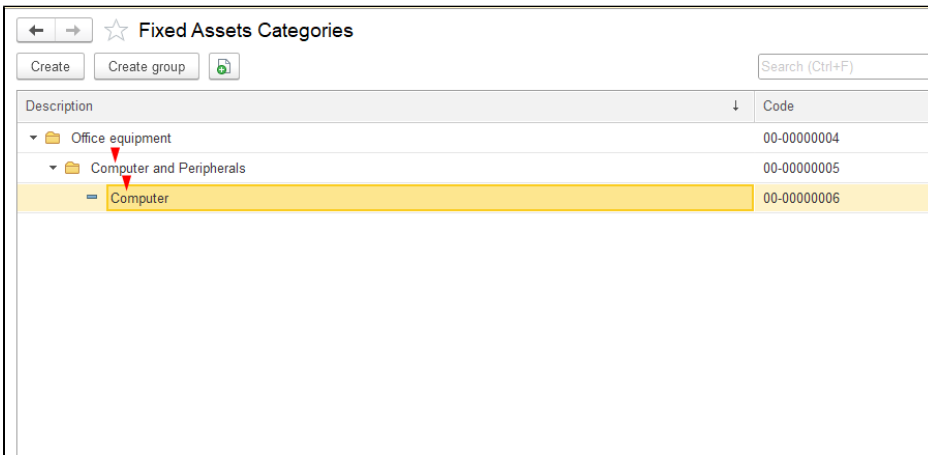 Fixed Assets Categories
Create Create group Search (Ctrl+F)
Description ↓ Code
Office equipment 00-00000004
Computer and Peripherals 00-00000005
Computer 00-00000006